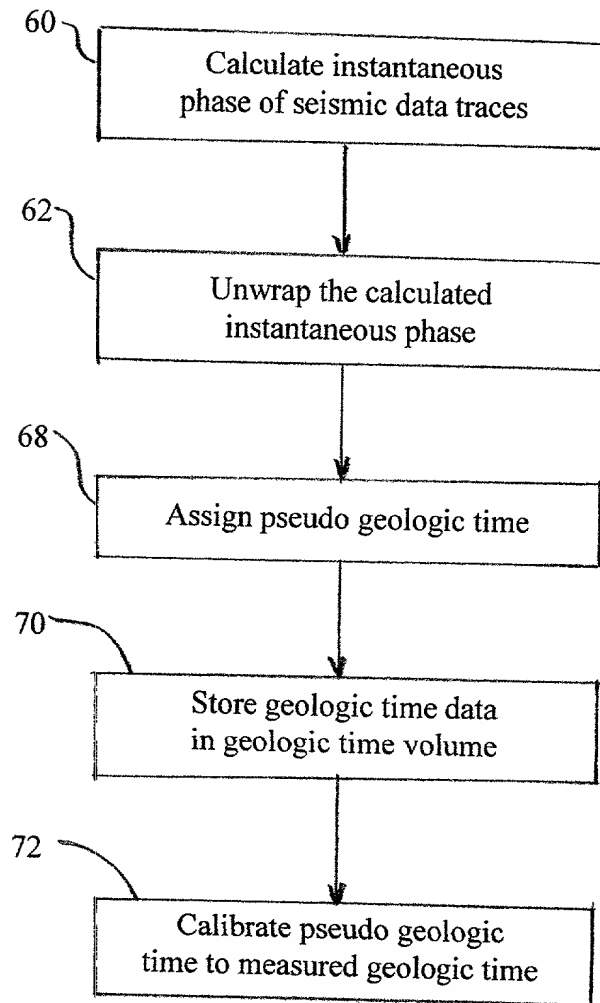 60
Calculate instantaneous
phase of seismic data traces
62
Unwrap the calculated
instantaneous phase
68
Assign pseudo geologic time
70
Store geologic time data
in geologic time volume
72
Calibrate pseudo geologic
time to measured geologic time